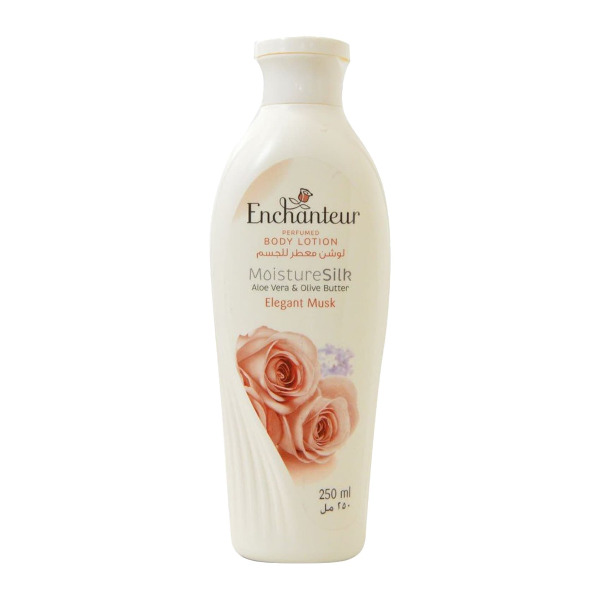 Enchanteur
PERFUMED
BODY LOTION
لوشن معطر للجسم
MoistureSilk
Aloe Vera & Olive Butter
Elegant Musk
250 ml
٢٥٠ مل